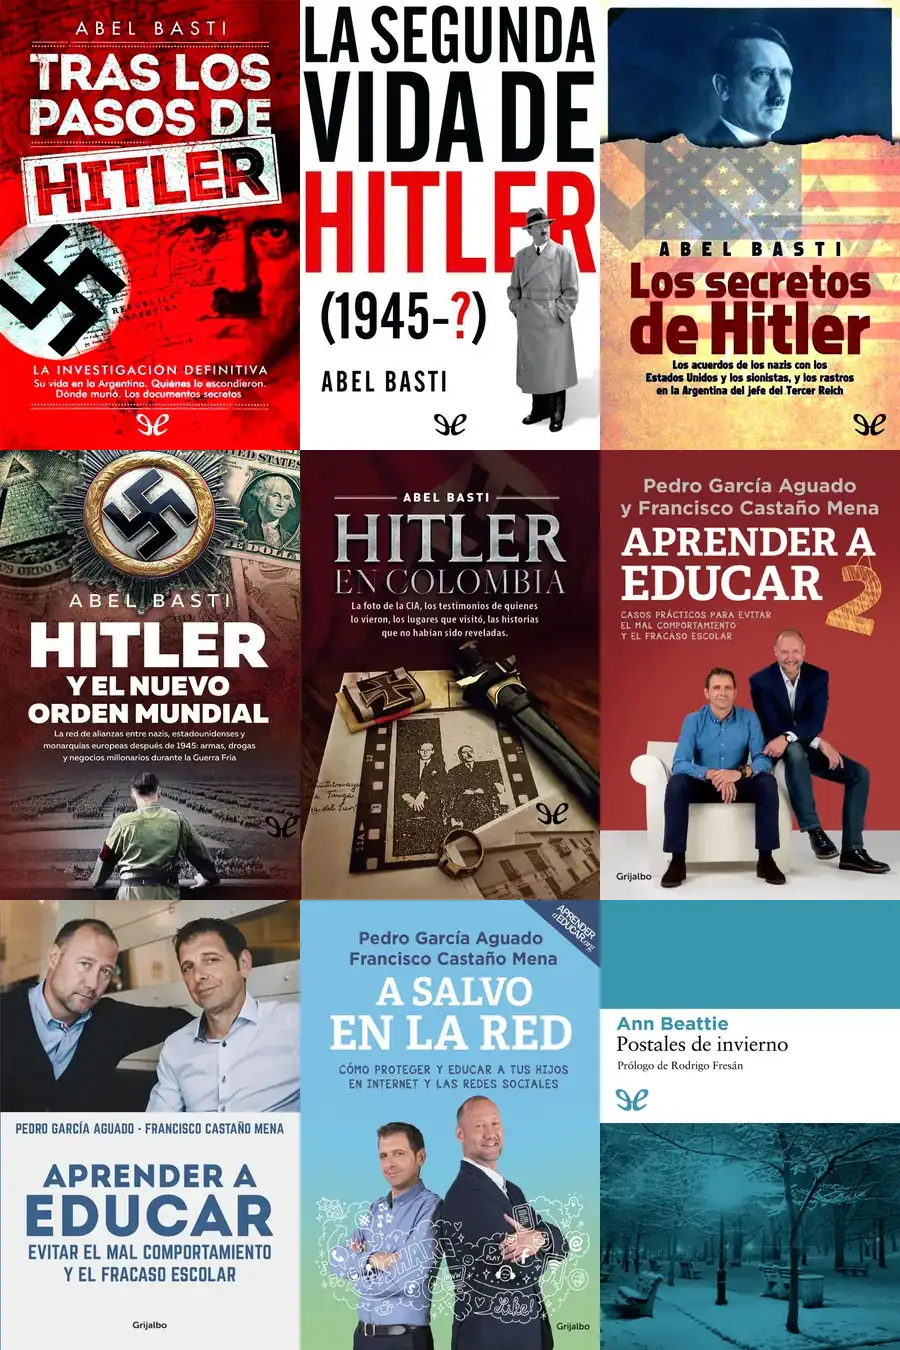 ABEL BASTI
TRAS LOS
PASOS DE
HITLER
REPUBLICA
ARGENTINA
LA INVESTIGACIÓN DEFINITIVA
Su vida en la Argentina. Quiénes lo escondieron.
Dónde murió. Los documentos secretos
LA SEGUNDA
VIDA DE
HITLER
(1945-?)
ABEL BASTI
ABEL BASTI
Los secretos
de Hitler
Los acuerdos de los nazis con los
Estados Unidos y los sionistas, y los rastros
en la Argentina del jefe del Tercer Reich
ABEL BASTI
HITLER
Y EL NUEVO
ORDEN MUNDIAL
La red de alianzas entre nazis, estadounidenses y
monarquías europeas después de 1945: armas, drogas
y negocios millonarios durante la Guerra Fría
ABEL BASTI
HITLER
EN COLOMBIA
La foto de la CIA, los testimonios de quienes
lo vieron, los lugares que visitó, las historias
que no habían sido reveladas.
Pedro García Aguado
y Francisco Castaño Mena
APRENDER A
EDUCAR 2
CASOS PRÁCTICOS PARA EVITAR
EL MAL COMPORTAMIENTO
Y EL FRACASO ESCOLAR
Grijalbo
PEDRO GARCÍA AGUADO - FRANCISCO CASTAÑO MENA
APRENDER A
EDUCAR
EVITAR EL MAL COMPORTAMIENTO
Y EL FRACASO ESCOLAR
Grijalbo
APRENDER
a EDUCAR.org
Pedro García Aguado
Francisco Castaño Mena
A SALVO
EN LA RED
CÓMO PROTEGER Y EDUCAR A TUS HIJOS
EN INTERNET Y LAS REDES SOCIALES
SHARE
PLAY
Like!
Grijalbo
Ann Beattie
Postales de invierno
Prólogo de Rodrigo Fresán